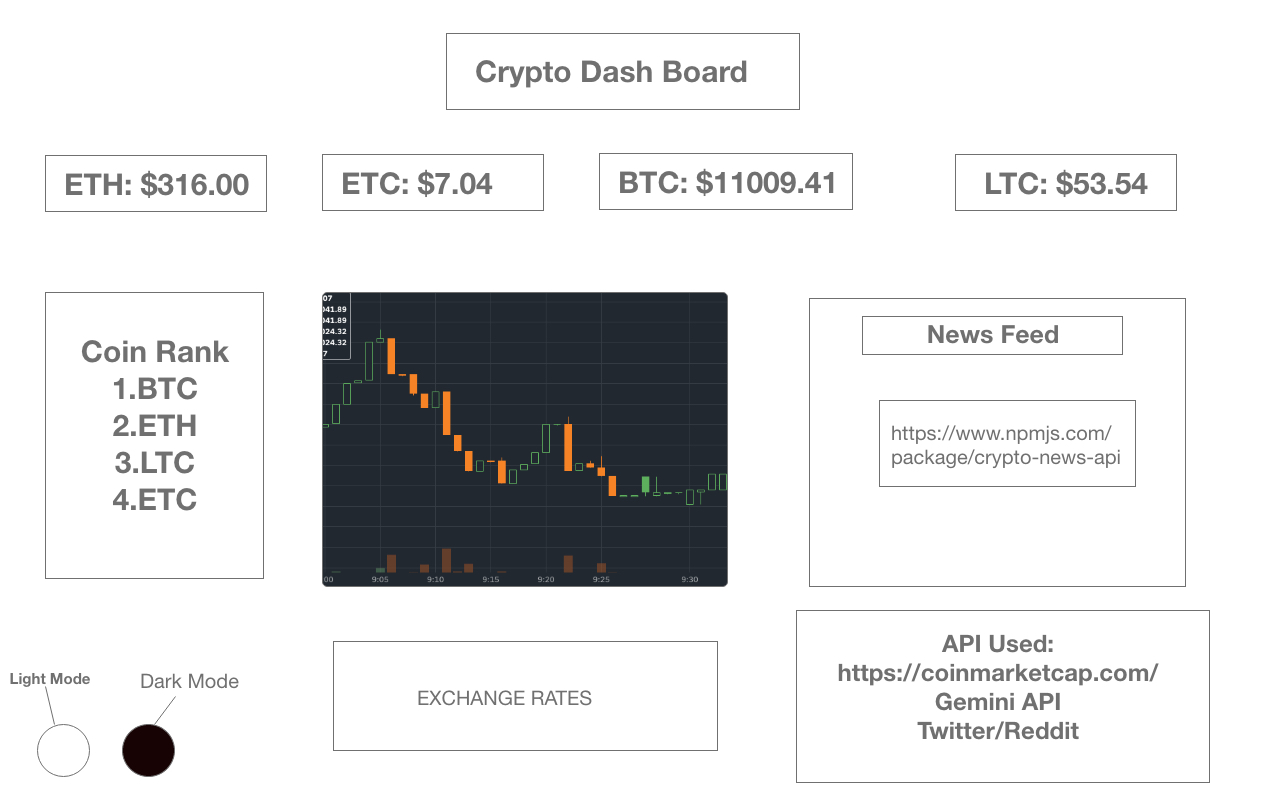 Crypto Dash Board
ETH: $316.00
ETC: $7.04
BTC: $11009.41
LTC: $53.54
Coin Rank
1.BTC
2.ETH
3.LTC
4.ETC
07
041.89
041.89
024.32
024.32
7
:00 9:05 9:10 9:15 9:20 9:25 9:30
News Feed
https://www.npmjs.com/
package/crypto-news-api
Light Mode
Dark Mode
EXCHANGE RATES
API Used:
https://coinmarketcap.com/
Gemini API
Twitter/Reddit